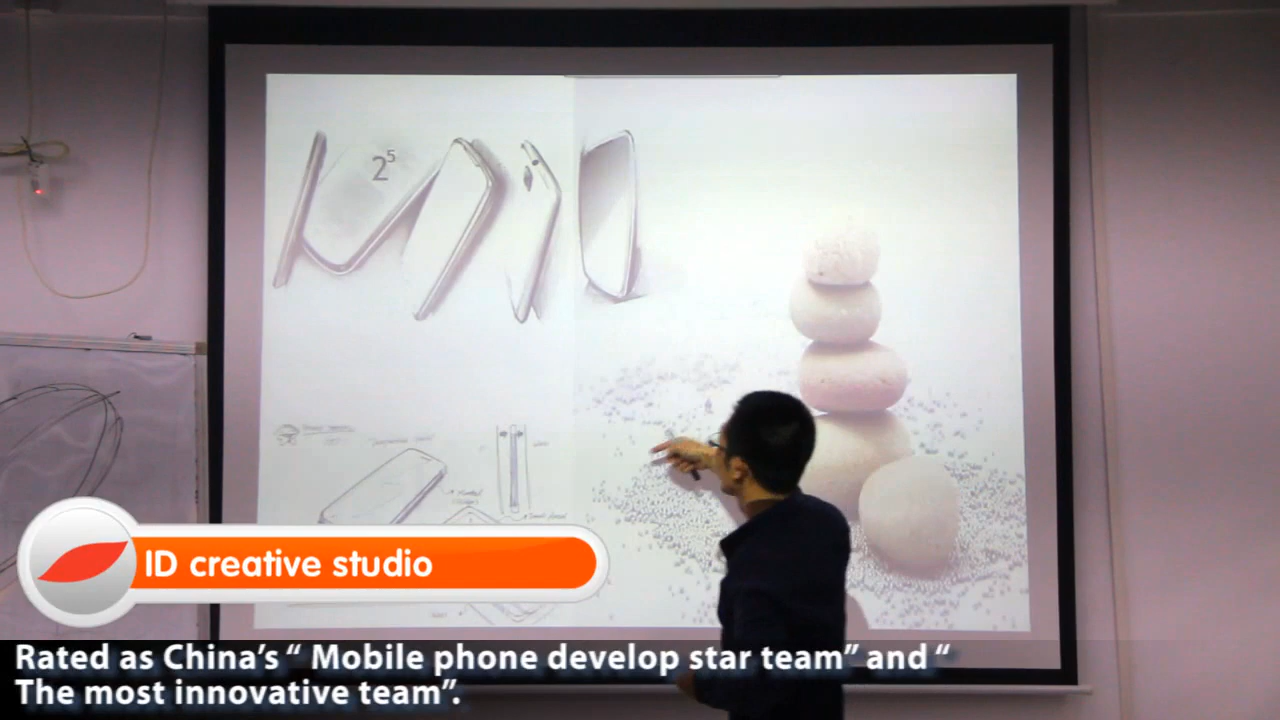 2⁵
ID creative studio
Rated as China’s “ Mobile phone develop star team” and “
The most innovative team”.